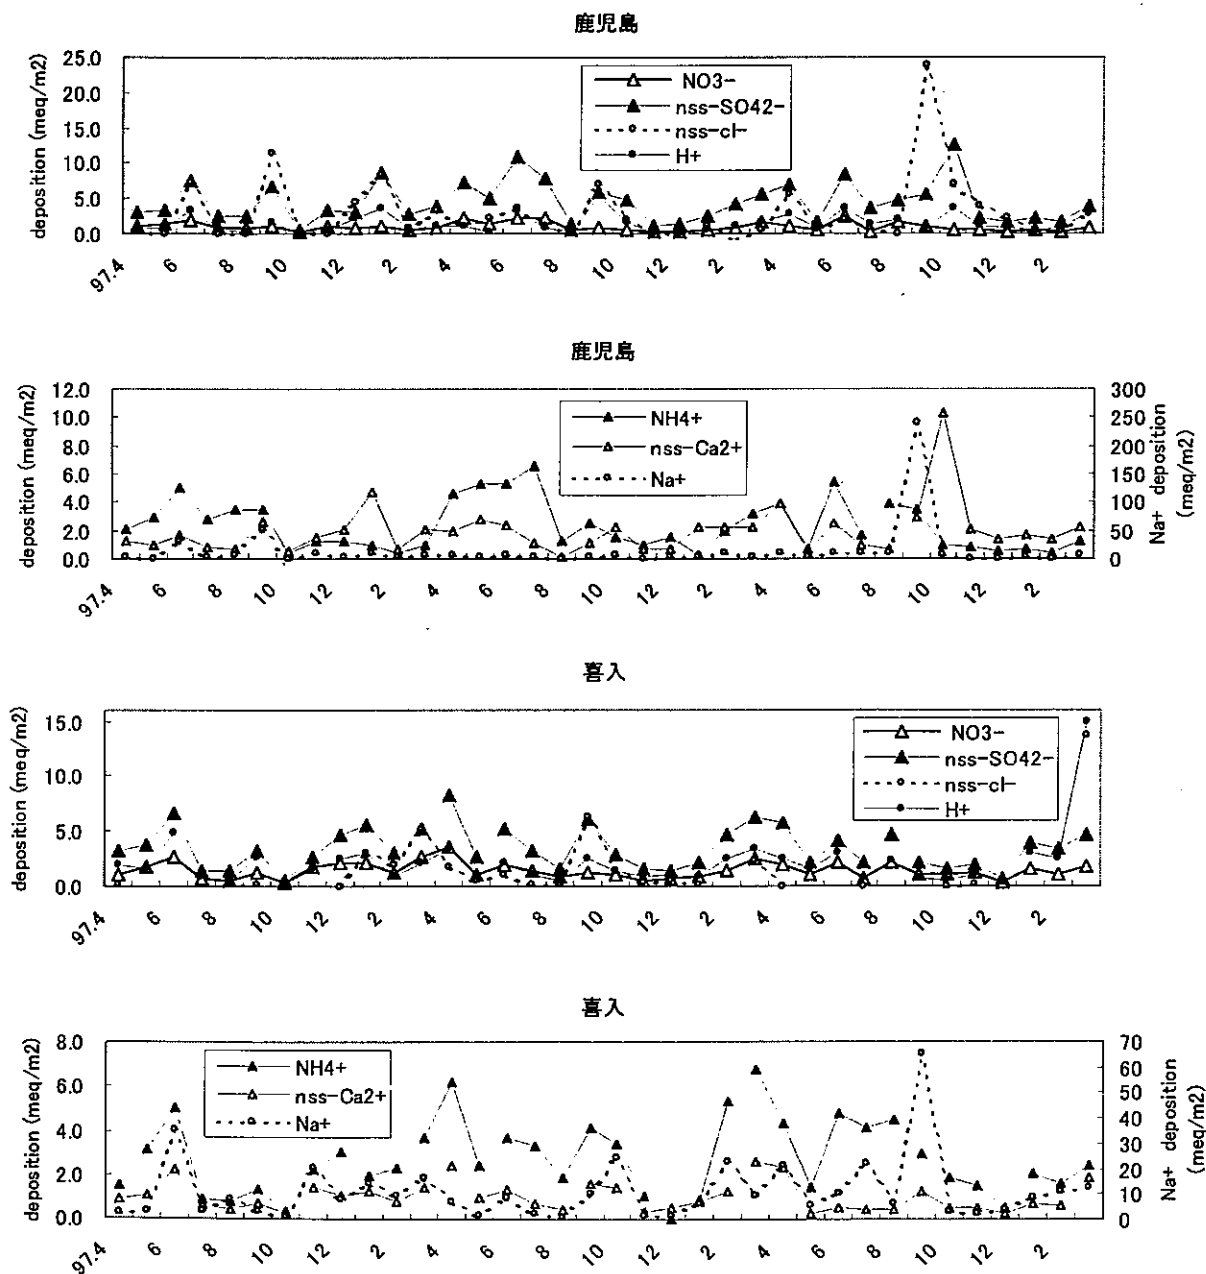 鹿児島
deposition (meq/m2)
25.0
20.0
15.0
10.0
5.0
0.0
NO3-
nss-SO42-
nss-cl-
H+
97.4 6 8 10 12 2 4 6 8 10 12 2 4 6 8 10 12 2
鹿児島
deposition (meq/m2)
12.0
10.0
8.0
6.0
4.0
2.0
0.0
NH4+
nss-Ca2+
Na+
300
250
200
150
100
50
0
Na+ deposition
(meq/m2)
97.4 6 8 10 12 2 4 6 8 10 12 2 4 6 8 10 12 2
喜入
deposition (meq/m2)
15.0
10.0
5.0
0.0
NO3-
nss-SO42-
nss-cl-
H+
97.4 6 8 10 12 2 4 6 8 10 12 2 4 6 8 10 12 2
喜入
deposition (meq/m2)
8.0
6.0
4.0
2.0
0.0
NH4+
nss-Ca2+
Na+
70
60
50
40
30
20
10
0
Na+ deposition
(meq/m2)
97.4 6 8 10 12 2 4 6 8 10 12 2 4 6 8 10 12 2